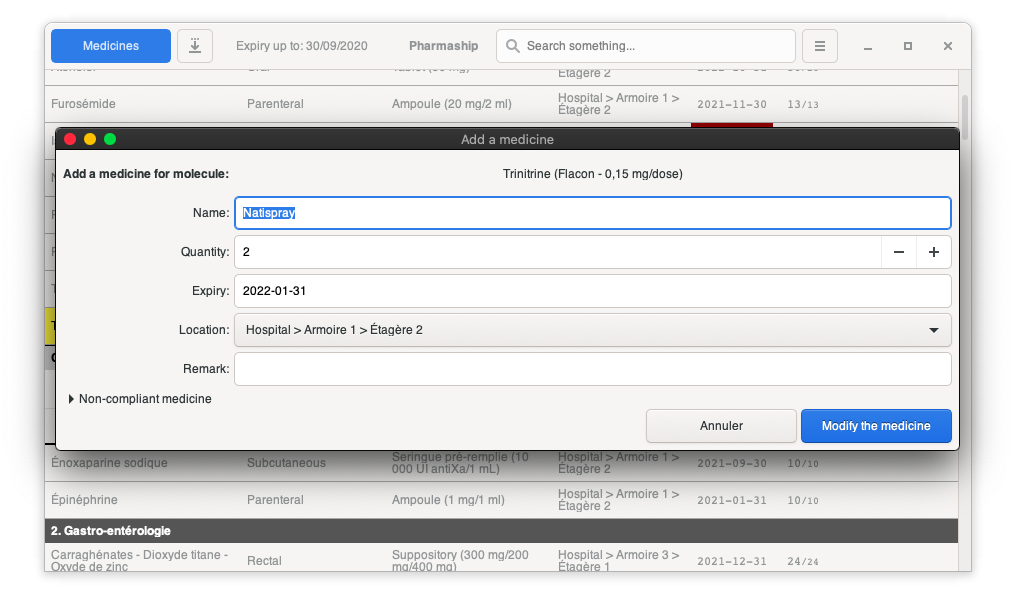 Medicines
Expiry up to: 30/09/2020
Pharmaship
Search something...
Étagère 2
Furosémide Parenteral Ampoule (20 mg/2 ml) Hospital > Armoire 1 > 2021-11-30 13/13
Étagère 2
Add a medicine
Add a medicine for molecule: Trinitrine (Flacon - 0,15 mg/dose)
Name: Natispray
Quantity: 2
Expiry: 2022-01-31
Location: Hospital > Armoire 1 > Étagère 2
Remark:
Non-compliant medicine
Annuler Modify the medicine
Énoxaparine sodique Subcutaneous Seringue pré-remplie (10 Hospital > Armoire 1 > 2021-09-30 10/10
000 UI antiXa/1 mL) Étagère 2
Épinéphrine Parenteral Ampoule (1 mg/1 ml) Hospital > Armoire 1 > 2021-01-31 10/10
Étagère 2
2. Gastro-entérologie
Carraghénates - Dioxyde titane - Rectal Suppository (300 mg/200 Hospital > Armoire 3 > 2021-12-31 24/24
Oxyde de zinc mg/400 mg) Étagère 1